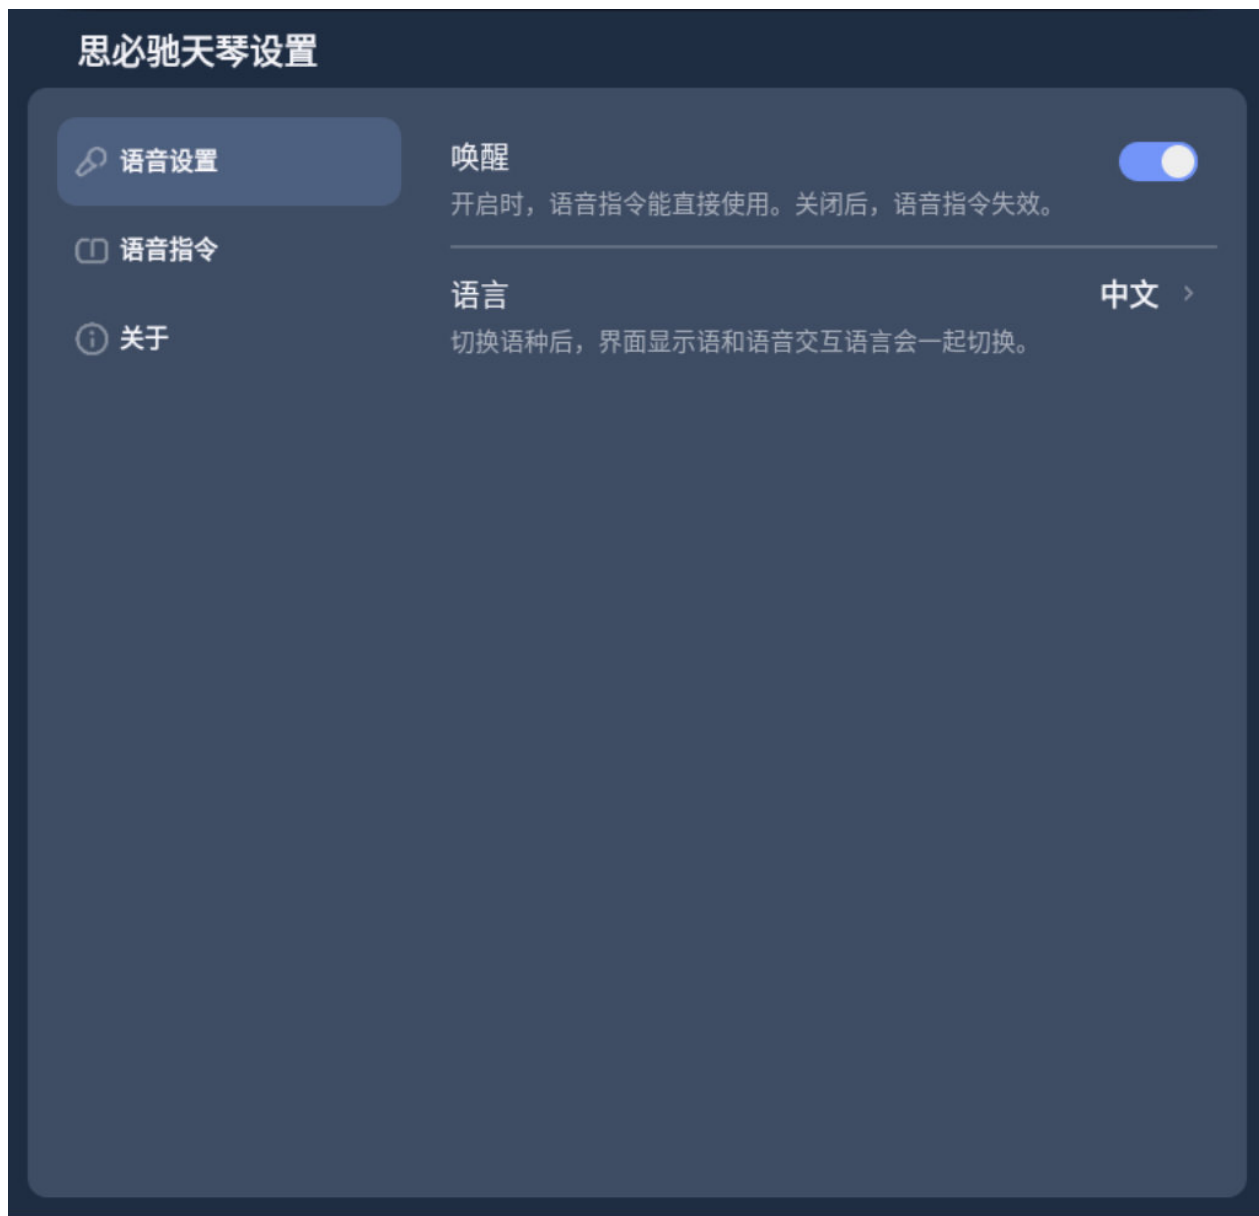 思必驰天琴设置
语音设置
语音指令
关于
唤醒
开启时，语音指令能直接使用。关闭后，语音指令失效。
语言
中文
切换语种后，界面显示语和语音交互语言会一起切换。